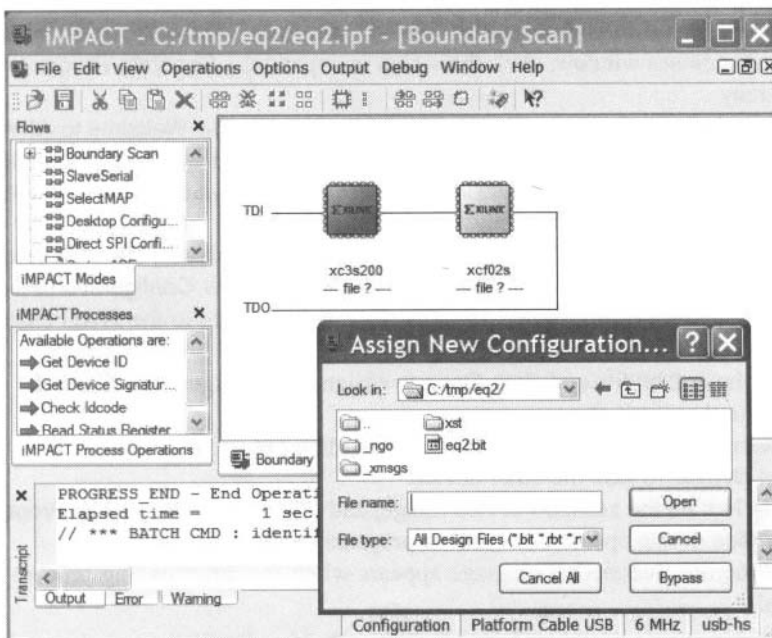 iMPACT - C:/tmp/eq2/eq2.ipf - [Boundary Scan]
File Edit View Operations Options Output Debug Window Help
Flows
Boundary Scan
SlaveSerial
SelectMAP
Desktop Configu...
Direct SPI Confi...
iMPACT Modes
iMPACT Processes
Available Operations are:
Get Device ID
Get Device Signatur...
Check Idcode
Read Status Register
iMPACT Process Operations
TDI
XILINX
XILINX
xc3s200
--- file ? ---
xcf02s
--- file ? ---
TDO
Boundary
Assign New Configuration...
Look in: C:/tmp/eq2/
..
_ngo
_xmsgs
xst
eq2.bit
File name:
Open
File type: All Design Files (*.bit *.rbt *.r
Cancel
Cancel All
Bypass
PROGRESS_END - End Operati
Elapsed time = 1 sec.
// *** BATCH CMD : identif
Transcript
Output Error Warning
Configuration Platform Cable USB 6 MHz usb-hs